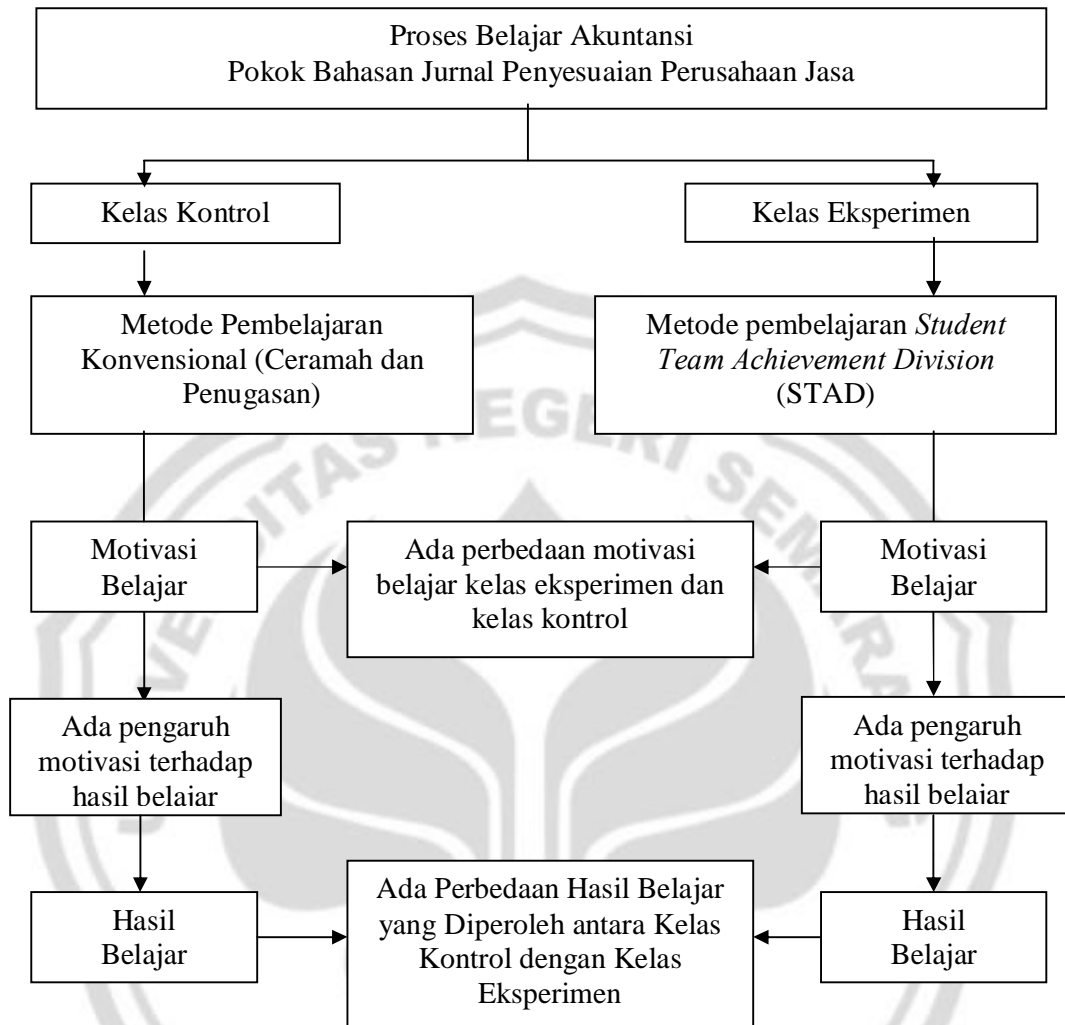 Proses Belajar Akuntansi
Pokok Bahasan Jurnal Penyesuaian Perusahaan Jasa
Kelas Kontrol
Kelas Eksperimen
Metode Pembelajaran
Konvensional (Ceramah dan
Penugasan)
Metode pembelajaran Student
Team Achievement Division
(STAD)
Motivasi
Belajar
Ada perbedaan motivasi
belajar kelas eksperimen dan
kelas kontrol
Motivasi
Belajar
Ada pengaruh
motivasi terhadap
hasil belajar
Ada pengaruh
motivasi terhadap
hasil belajar
Hasil
Belajar
Ada Perbedaan Hasil Belajar
yang Diperoleh antara Kelas
Kontrol dengan Kelas
Eksperimen
Hasil
Belajar
NEGERI